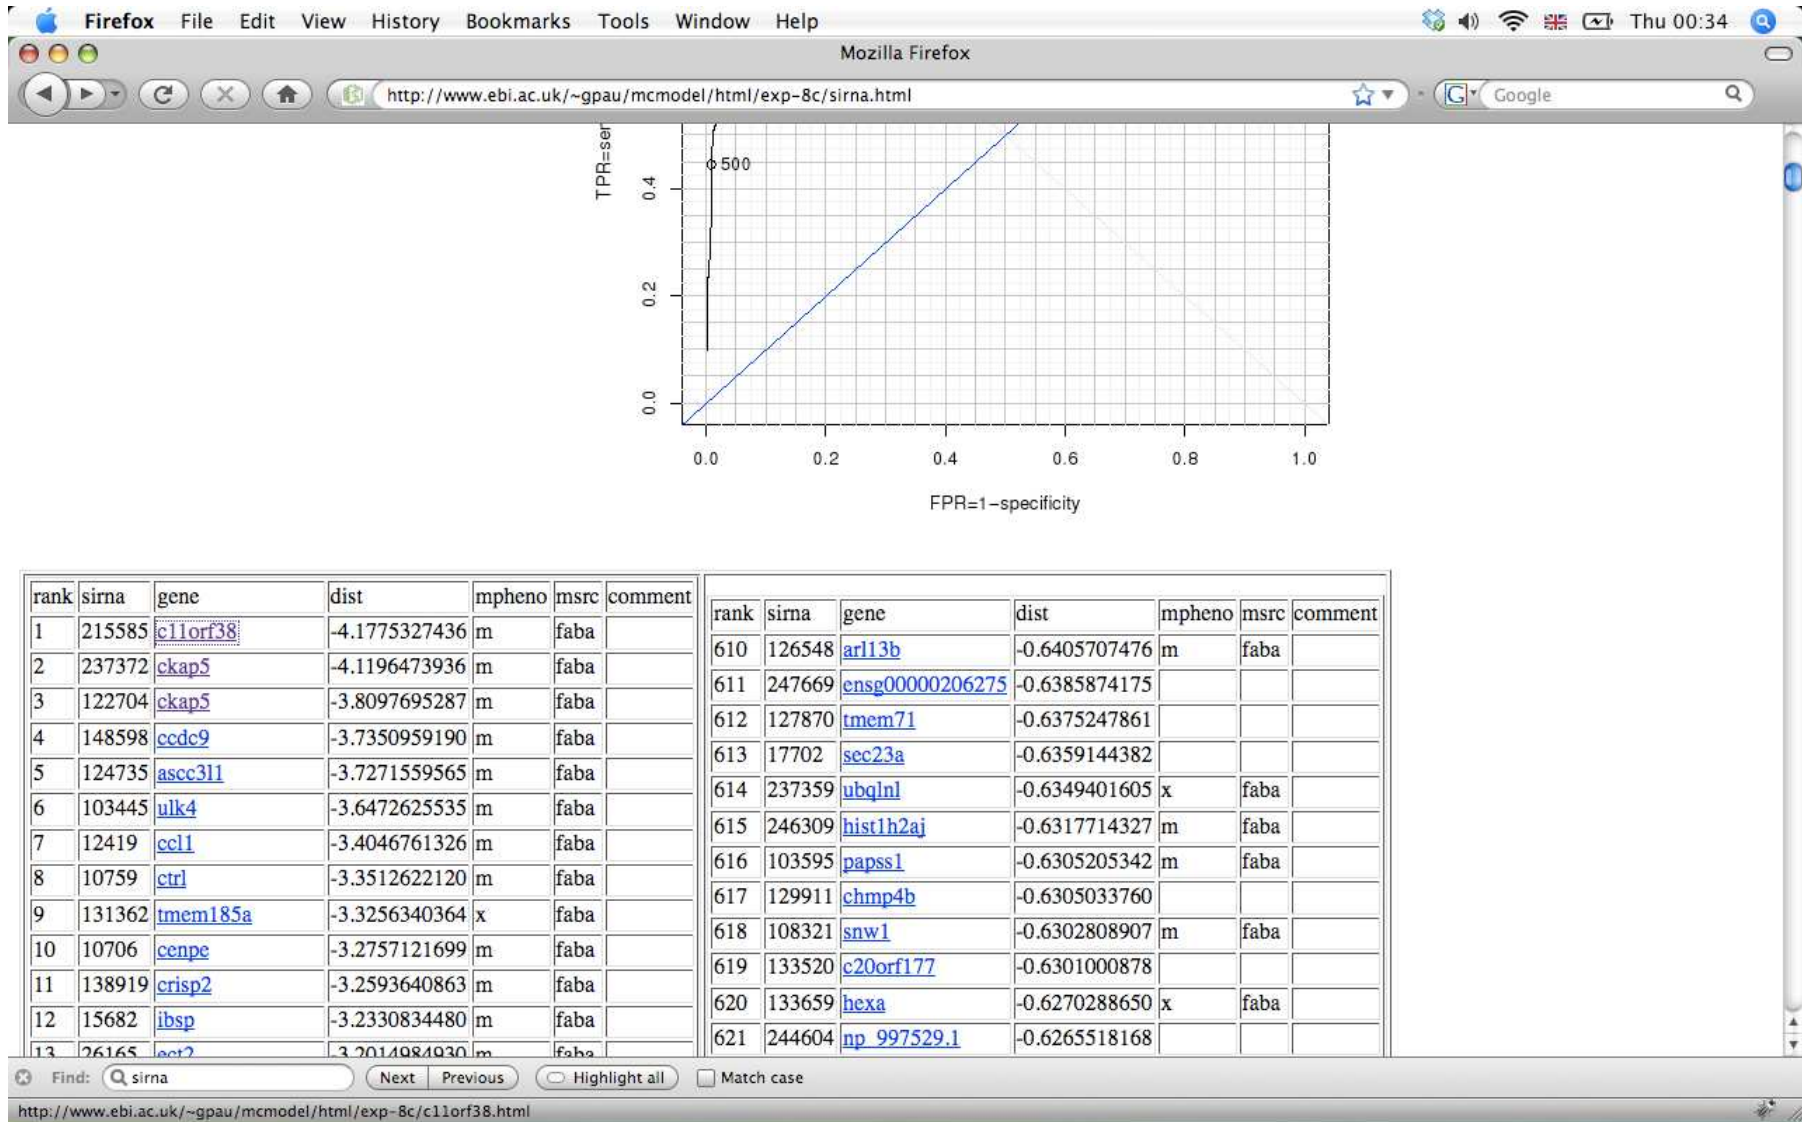 Firefox File Edit View History Bookmarks Tools Window Help Thu 00:34
Mozilla Firefox
http://www.ebi.ac.uk/~gpau/mcmodel/html/exp-8c/sirna.html Google
TPR=ser
500
0.4
0.2
0.0
0.0 0.2 0.4 0.6 0.8 1.0
FPR=1-specificity
rank sirna gene dist mpheno msrc comment
1 215585 c11orf38 -4.1775327436 m faba
2 237372 ckap5 -4.1196473936 m faba
3 122704 ckap5 -3.8097695287 m faba
4 148598 ccdc9 -3.7350959190 m faba
5 124735 ascc3l1 -3.7271559565 m faba
6 103445 ulk4 -3.6472625535 m faba
7 12419 ccl1 -3.4046761326 m faba
8 10759 ctrl -3.3512622120 m faba
9 131362 tmem185a -3.3256340364 x faba
10 10706 cenpe -3.2757121699 m faba
11 138919 crisp2 -3.2593640863 m faba
12 15682 ibsp -3.2330834480 m faba
13 26165 ect2 -3.2014984930 m faba
rank sirna gene dist mpheno msrc comment
610 126548 arl13b -0.6405707476 m faba
611 247669 ensg00000206275 -0.6385874175
612 127870 tmem71 -0.6375247861
613 17702 sec23a -0.6359144382
614 237359 ubqlnl -0.6349401605 x faba
615 246309 hist1h2aj -0.6317714327 m faba
616 103595 papss1 -0.6305205342 m faba
617 129911 chmp4b -0.6305033760
618 108321 snw1 -0.6302808907 m faba
619 133520 c20orf177 -0.6301000878
620 133659 hexa -0.6270288650 x faba
621 244604 np_997529.1 -0.6265518168
Find: sirna Next Previous Highlight all Match case
http://www.ebi.ac.uk/~gpau/mcmodel/html/exp-8c/c11orf38.html